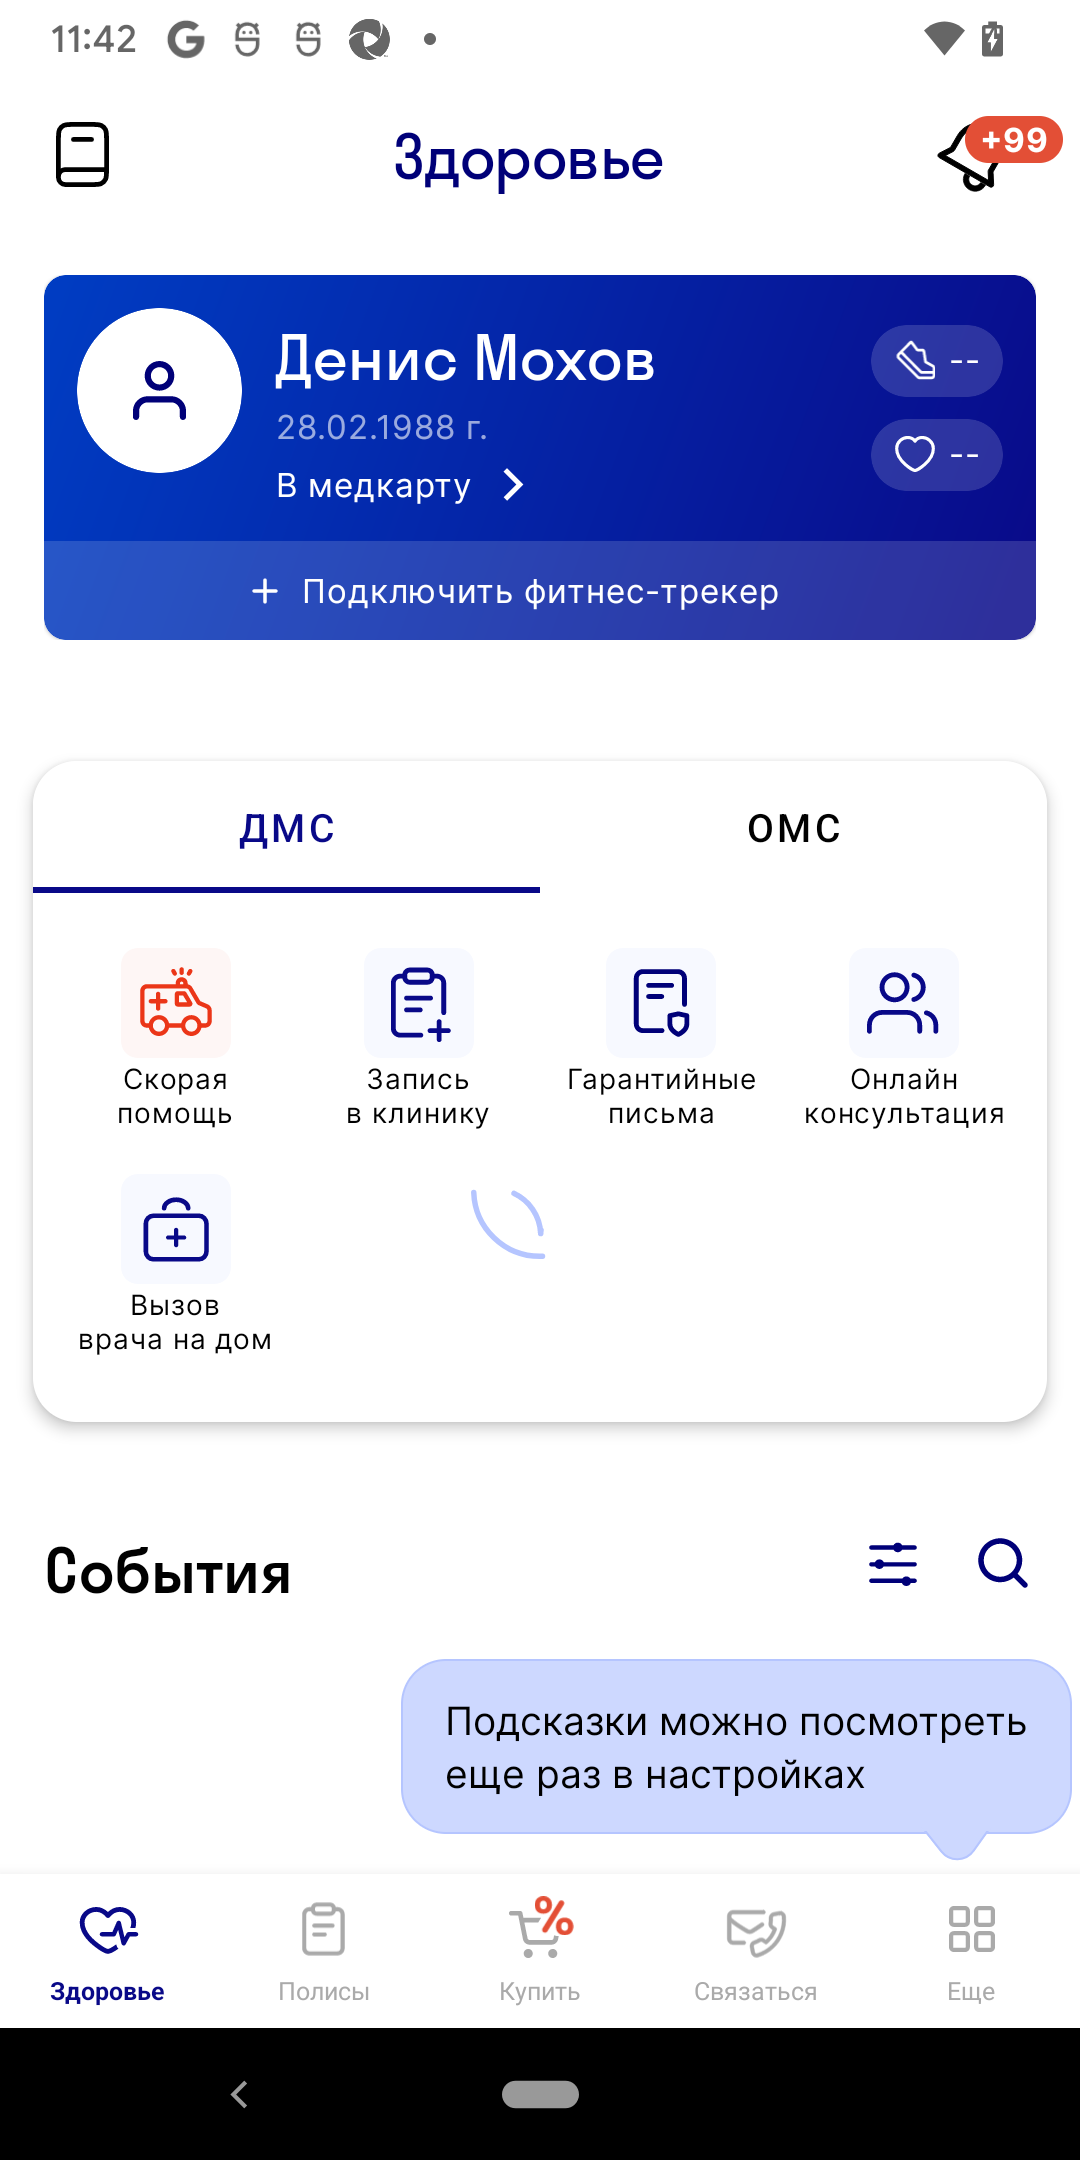 11:42
Здоровье
+99
Денис Мохов
28.02.1988 г.
В медкарту
--
--
+ Подключить фитнес-трекер
ДМС
ОМС
Скорая
помощь
Запись
в клинику
Гарантийные
письма
Онлайн
консультация
Вызов
врача на дом
События
Подсказки можно посмотреть
еще раз в настройках
Здоровье
Полисы
Купить
Связаться
Еще